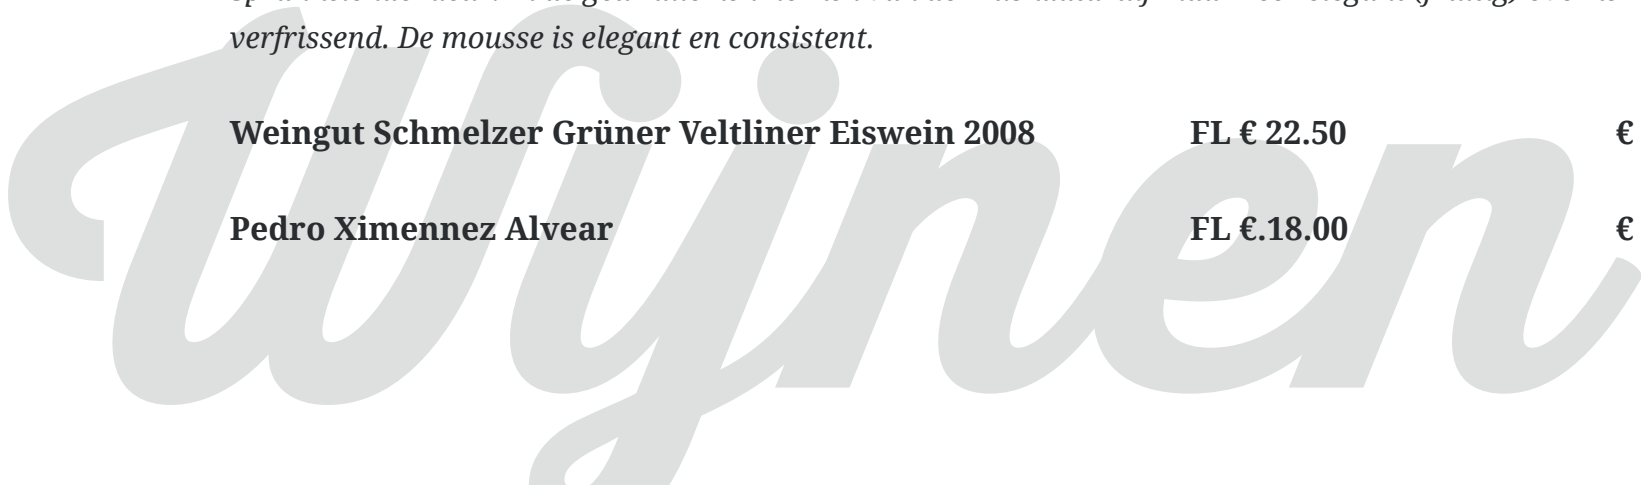 verfrissend. De mousse is elegant en consistent.
Weingut Schmelzer Grüner Veltliner Eiswein 2008 FL € 22.50 €
Pedro Ximennez Alvear FL €.18.00 €
Wijnen